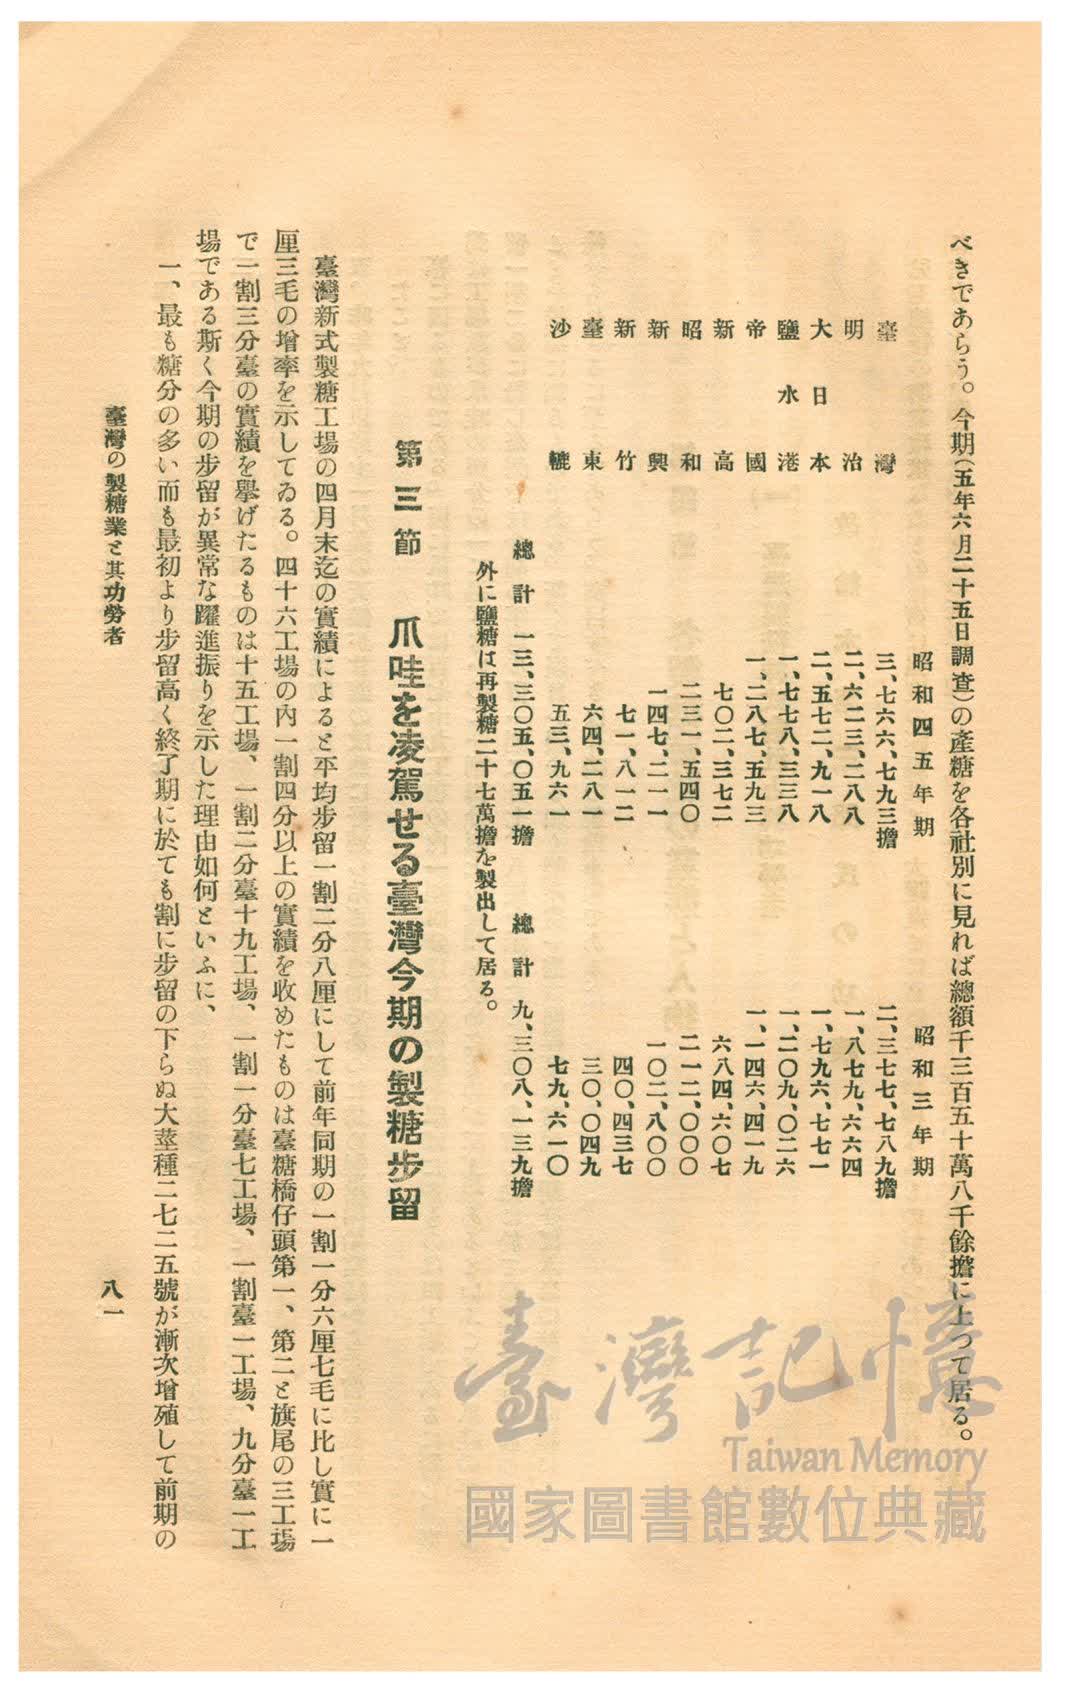 べきであらう。今期(五年六月二十五日調査)の產糖を各社別に見れば總額千三百五十萬八千餘擔に上つて居る。
昭和四五年期　昭和三年期
臺灣　三、七六六、七九三擔　二、三七七、七八九擔
明治　二、六二三、二八八　一、八七九、六六四
大日本　二、五七二、九一八　一、七九六、七七一
鹽水港　一、七七八、三三八　一、二〇九、〇二六
帝國　一、二八七、五九三　一、一四六、四一九
新高　七〇二、三七二　六八四、六〇七
昭和　二三一、五四〇　二一二、〇〇〇
新興　一四七、二一一　一〇二、八〇〇
新竹　七一、八一二　四〇、四三七
臺東　六四、二八一　三〇、〇四九
沙轆　五三、九六一　七九、六一〇
總計　一三、三〇五、〇五一擔　總計　九、三〇八、一三九擔
外に鹽糖は再製糖二十七萬擔を製出して居る。
第三節　爪哇を凌駕せる臺灣今期の製糖步留
臺灣新式製糖工場の四月末迄の實績によると平均步留一割二分八厘にして前年同期の一割一分六厘七毛に比し實に一
厘三毛の增率を示してゐる。四十六工場の內一割四分以上の實績を收めたものは臺糖橋仔頭第一、第二と旗尾の三工場
で一割三分臺の實績を擧げたるものは十五工場、一割二分臺十九工場、一割一分臺七工場、一割臺一工場、九分臺一工
場である斯く今期の步留が異常な躍進振りを示した理由如何といふに、
一、最も糖分の多い而も最初より步留高く終了期に於ても割に步留の下らぬ大莖種二七二五號が漸次增殖して前期の
臺灣の製糖業と其功勞者
八一
臺灣記憶
Taiwan Memory
國家圖書館數位典藏